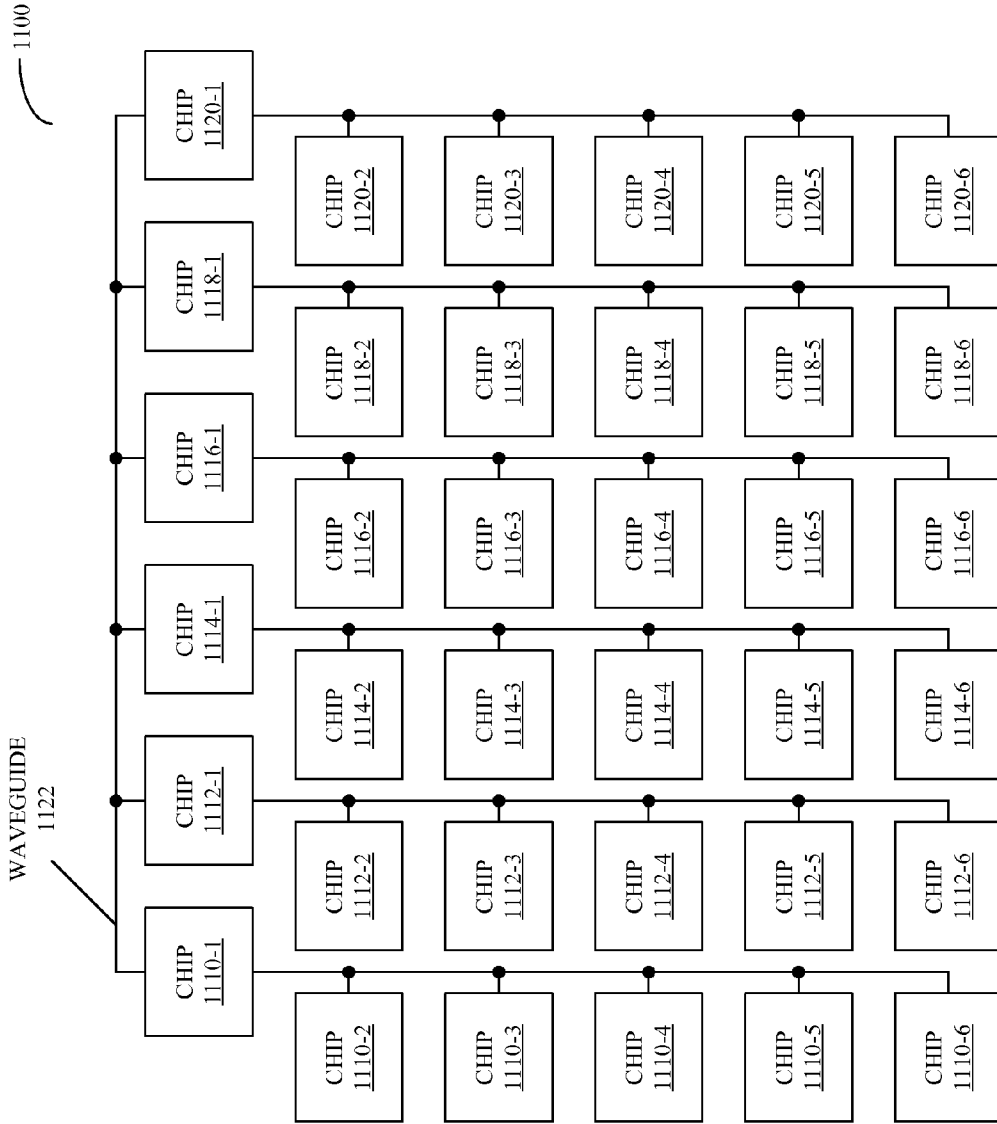 WAVEGUIDE
1122
1100
CHIP
1110-1
CHIP
1112-1
CHIP
1114-1
CHIP
1116-1
CHIP
1118-1
CHIP
1120-1
CHIP
1110-2
CHIP
1112-2
CHIP
1114-2
CHIP
1116-2
CHIP
1118-2
CHIP
1120-2
CHIP
1110-3
CHIP
1112-3
CHIP
1114-3
CHIP
1116-3
CHIP
1118-3
CHIP
1120-3
CHIP
1110-4
CHIP
1112-4
CHIP
1114-4
CHIP
1116-4
CHIP
1118-4
CHIP
1120-4
CHIP
1110-5
CHIP
1112-5
CHIP
1114-5
CHIP
1116-5
CHIP
1118-5
CHIP
1120-5
CHIP
1110-6
CHIP
1112-6
CHIP
1114-6
CHIP
1116-6
CHIP
1118-6
CHIP
1120-6